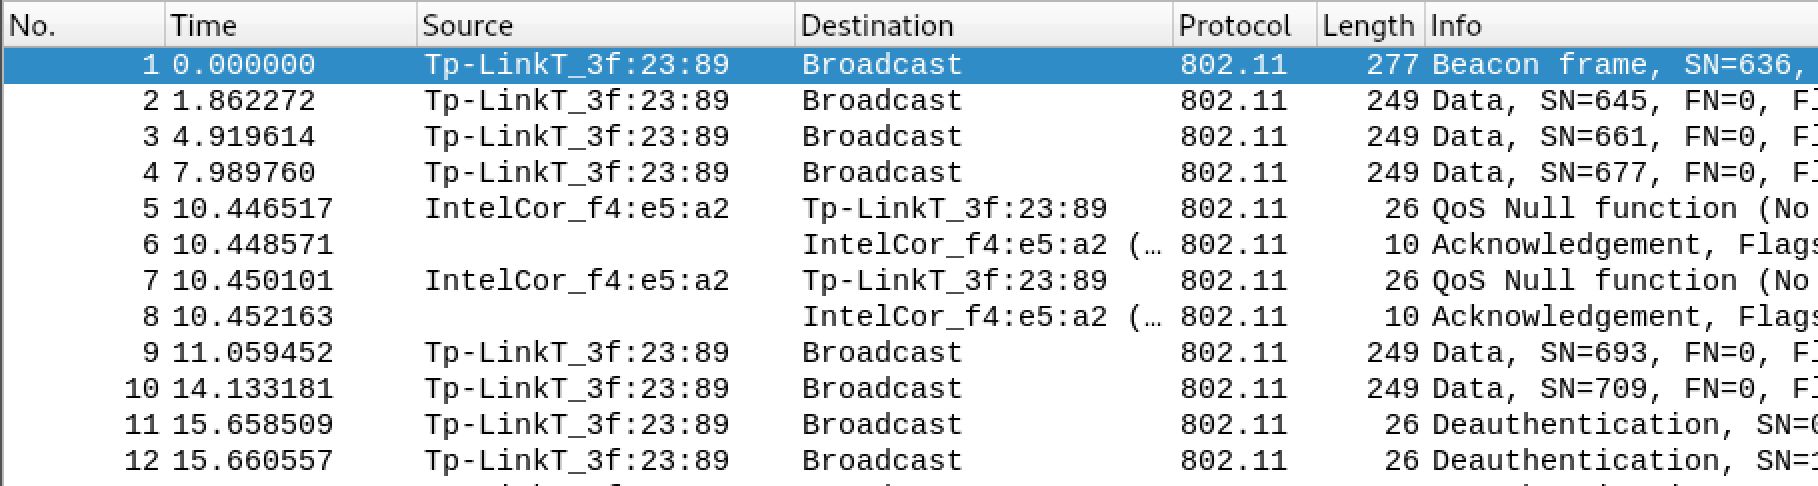 No. Time Source Destination Protocol Length Info
1 0.000000 Tp-LinkT_3f:23:89 Broadcast 802.11 277 Beacon frame, SN=636,
2 1.862272 Tp-LinkT_3f:23:89 Broadcast 802.11 249 Data, SN=645, FN=0,
3 4.919614 Tp-LinkT_3f:23:89 Broadcast 802.11 249 Data, SN=661, FN=0,
4 7.989760 Tp-LinkT_3f:23:89 Broadcast 802.11 249 Data, SN=677, FN=0,
5 10.446517 IntelCor_f4:e5:a2 Tp-LinkT_3f:23:89 802.11 26 QoS Null function (No
6 10.448571 IntelCor_f4:e5:a2 (… 802.11 10 Acknowledgement, Flags
7 10.450101 IntelCor_f4:e5:a2 Tp-LinkT_3f:23:89 802.11 26 QoS Null function (No
8 10.452163 IntelCor_f4:e5:a2 (… 802.11 10 Acknowledgement, Flags
9 11.059452 Tp-LinkT_3f:23:89 Broadcast 802.11 249 Data, SN=693, FN=0,
10 14.133181 Tp-LinkT_3f:23:89 Broadcast 802.11 249 Data, SN=709, FN=0,
11 15.658509 Tp-LinkT_3f:23:89 Broadcast 802.11 26 Deauthentication,
12 15.660557 Tp-LinkT_3f:23:89 Broadcast 802.11 26 Deauthentication,